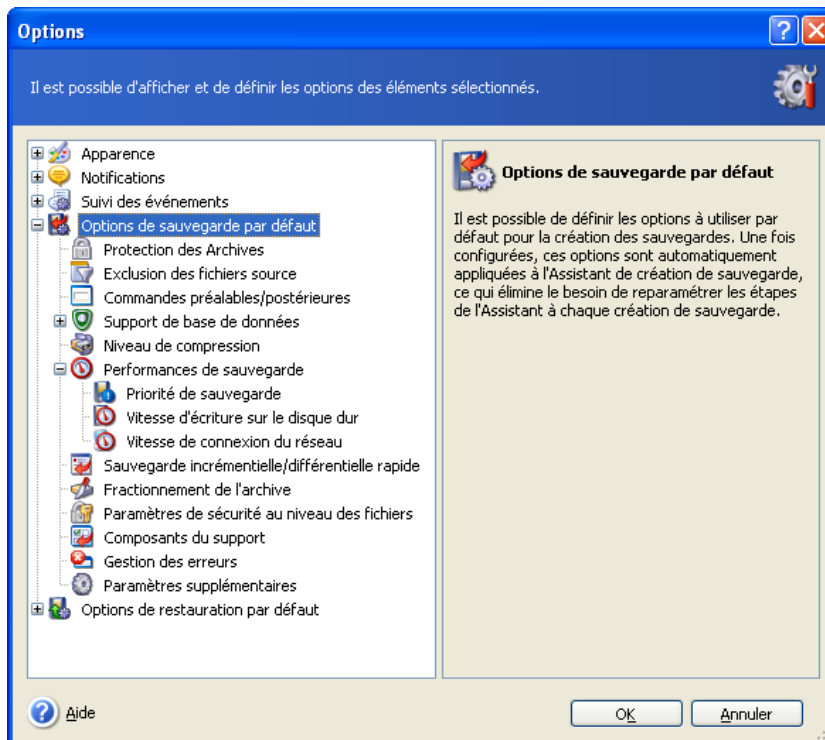 Options
Il est possible d'afficher et de définir les options des éléments sélectionnés.
Apparence
Notifications
Suivi des événements
Options de sauvegarde par défaut
Protection des Archives
Exclusion des fichiers source
Commandes préalables/postérieures
Support de base de données
Niveau de compression
Performances de sauvegarde
Priorité de sauvegarde
Vitesse d'écriture sur le disque dur
Vitesse de connexion du réseau
Sauvegarde incrémentielle/différentielle rapide
Fractionnement de l'archive
Paramètres de sécurité au niveau des fichiers
Composants du support
Gestion des erreurs
Paramètres supplémentaires
Options de restauration par défaut
Options de sauvegarde par défaut
Il est possible de définir les options à utiliser par
défaut pour la création des sauvegardes. Une fois
configurées, ces options sont automatiquement
appliquées à l'Assistant de création de sauvegarde,
ce qui élimine le besoin de reparamétrer les étapes
de l'Assistant à chaque création de sauvegarde.
Aide
OK
Annuler